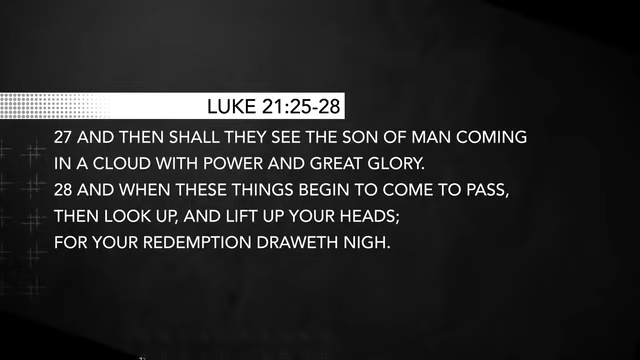 LUKE 21:25-28
27 AND THEN SHALL THEY SEE THE SON OF MAN COMING
IN A CLOUD WITH POWER AND GREAT GLORY.
28 AND WHEN THESE THINGS BEGIN TO COME TO PASS,
THEN LOOK UP, AND LIFT UP YOUR HEADS;
FOR YOUR REDEMPTION DRAWETH NIGH.